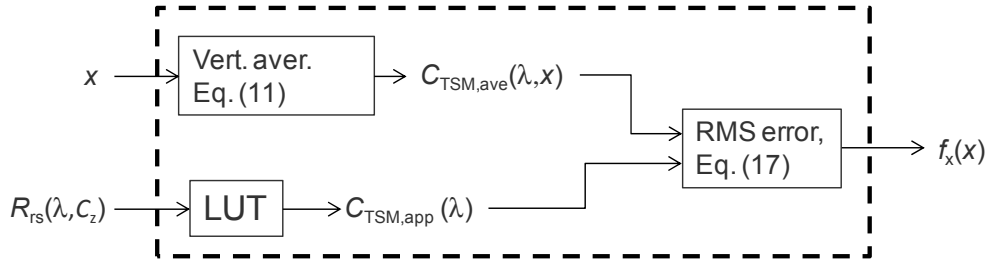 x
Vert. aver.
Eq. (11)
C_TSM,ave(λ,x)
RMS error,
Eq. (17)
f_x(x)
R_rs(λ,C_z)
LUT
C_TSM,app (λ)